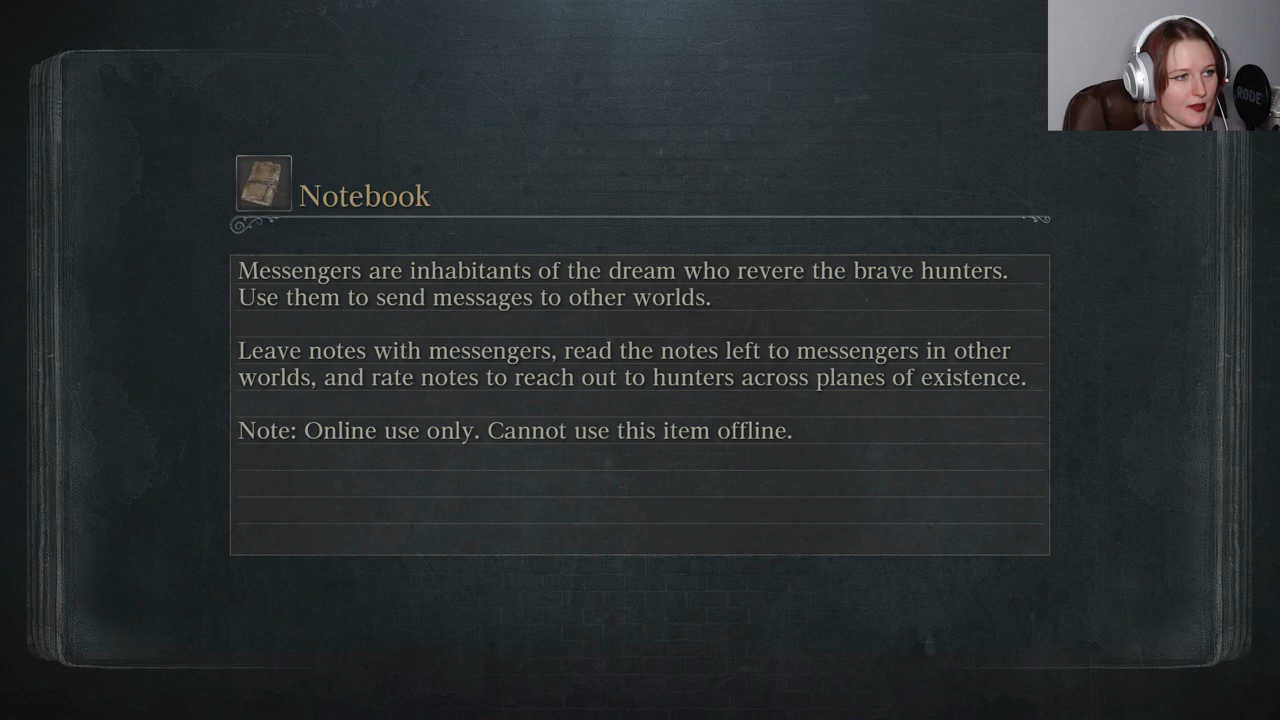 RØDE
Notebook
Messengers are inhabitants of the dream who revere the brave hunters.
Use them to send messages to other worlds.
Leave notes with messengers, read the notes left to messengers in other
worlds, and rate notes to reach out to hunters across planes of existence.
Note: Online use only. Cannot use this item offline.